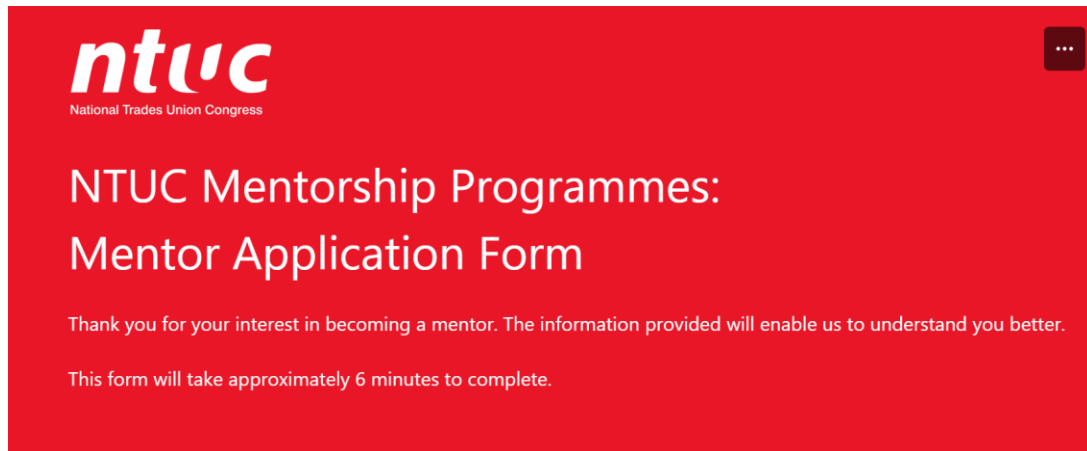 ntuc
National Trades Union Congress
NTUC Mentorship Programmes:
Mentor Application Form
Thank you for your interest in becoming a mentor. The information provided will enable us to understand you better.
This form will take approximately 6 minutes to complete.